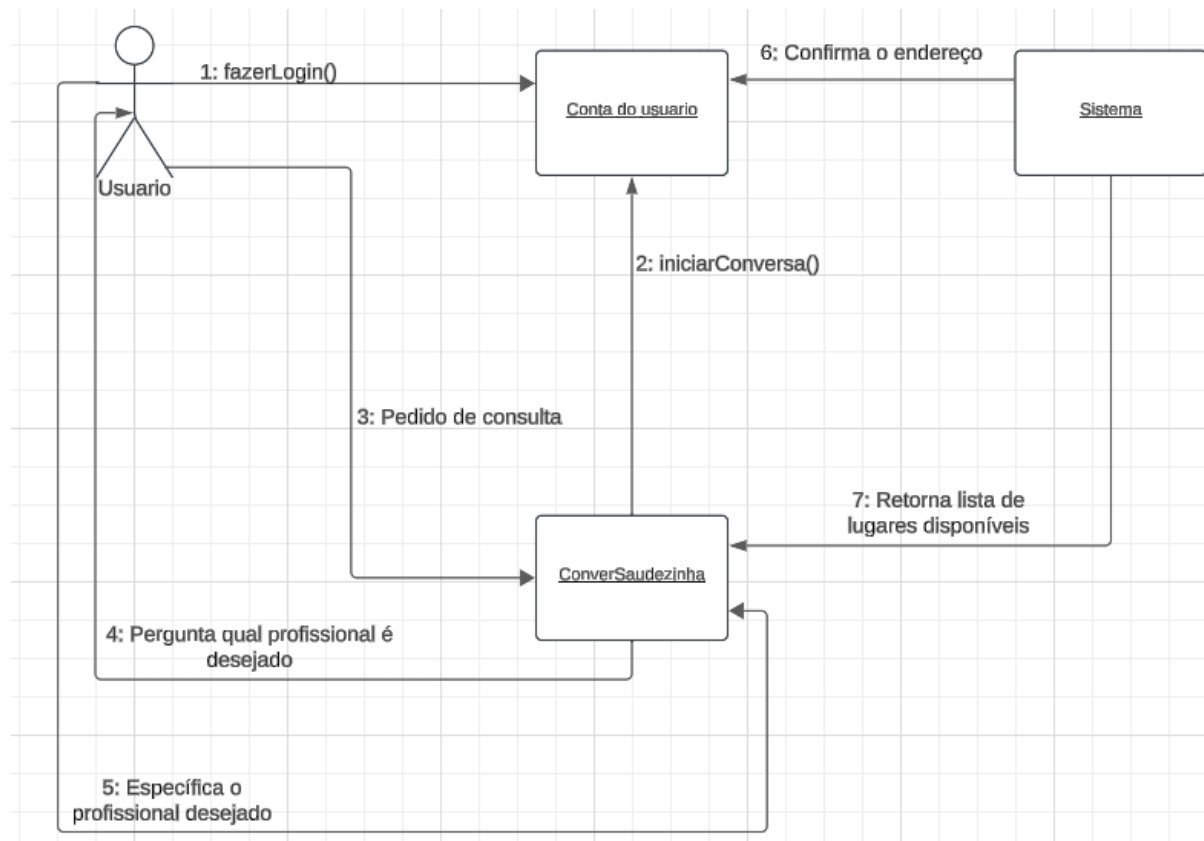 1: fazerLogin()
6: Confirma o endereço
Conta do usuario
Sistema
Usuario
2: iniciarConversa()
3: Pedido de consulta
7: Retorna lista de
lugares disponíveis
ConverSaudezinha
4: Pergunta qual profissional é
desejado
5: Específica o
profissional desejado